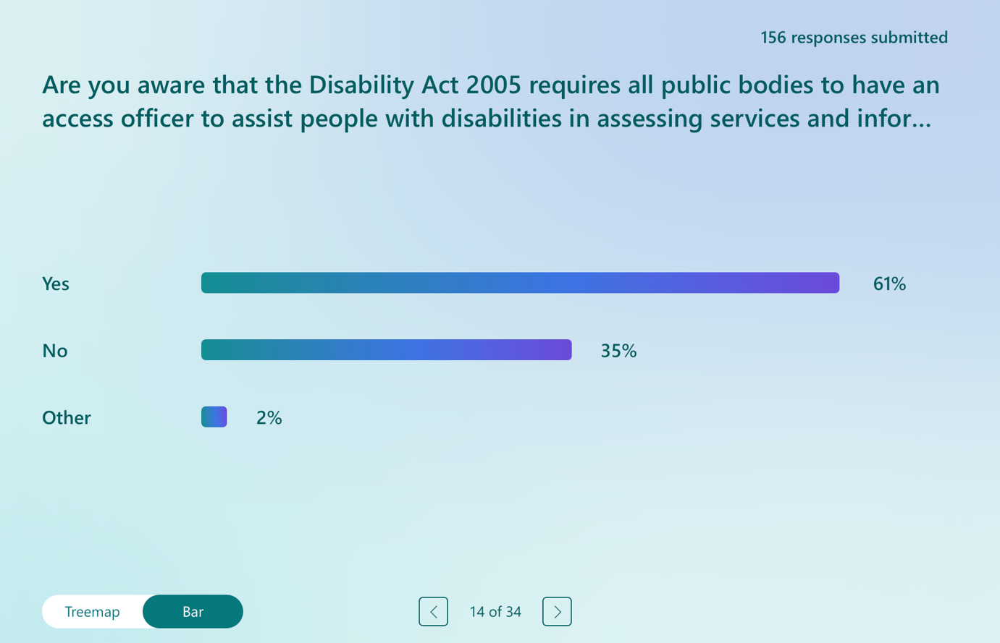 156 responses submitted
Are you aware that the Disability Act 2005 requires all public bodies to have an
access officer to assist people with disabilities in assessing services and infor...
Yes 61%
No 35%
Other 2%
Treemap Bar 14 of 34